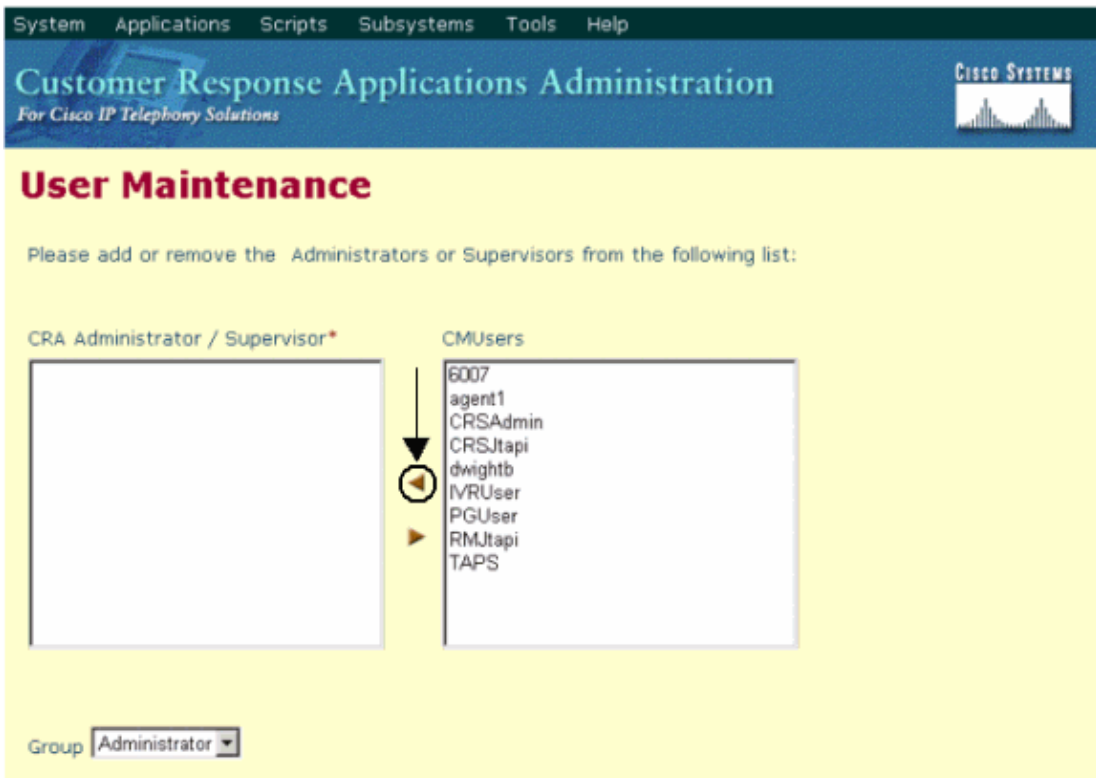 System Applications Scripts Subsystems Tools Help
Customer Response Applications Administration
For Cisco IP Telephony Solutions
CISCO SYSTEMS
User Maintenance
Please add or remove the Administrators or Supervisors from the following list:
CRA Administrator / Supervisor*
CMUsers
6007
agent1
CRSAdmin
CRSJtapi
dwightb
IVRUser
PGUser
RMJtapi
TAPS
Group Administrator